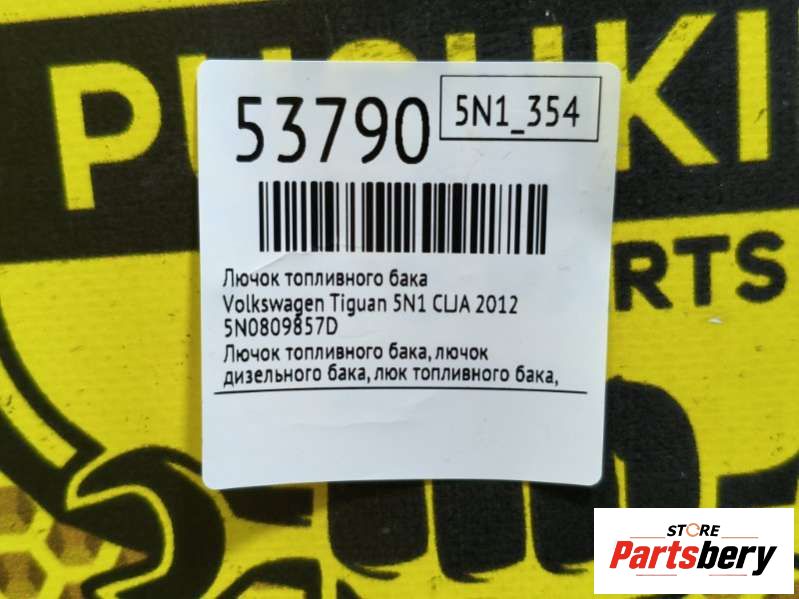 53790
5N1_354
Лючок топливного бака
Volkswagen Tiguan 5N1 CLJA 2012
5N0809857D
Лючок топливного бака, лючок
дизельного бака, люк топливного бака,
RTS
STORE
Partsbery